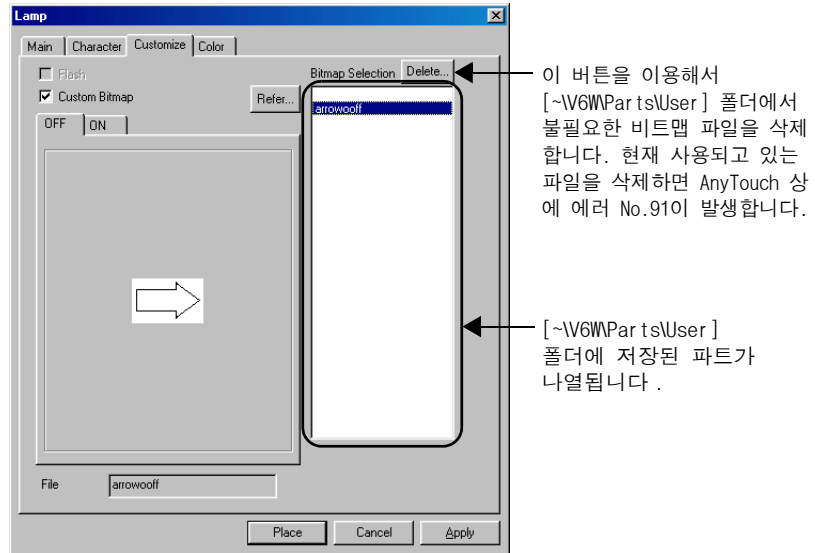 Lamp
Main Character Customize Color
Flash
Custom Bitmap
Refer...
Bitmap Selection Delete...
OFF ON
arrowooff
File arrowooff
Place Cancel Apply
이 버튼을 이용해서
[~\V6W\Parts\User] 폴더에서
불필요한 비트맵 파일을 삭제
합니다. 현재 사용되고 있는
파일을 삭제하면 AnyTouch 상
에 에러 No.91이 발생합니다.
[~\V6W\Parts\User]
폴더에 저장된 파트가
나열됩니다 .